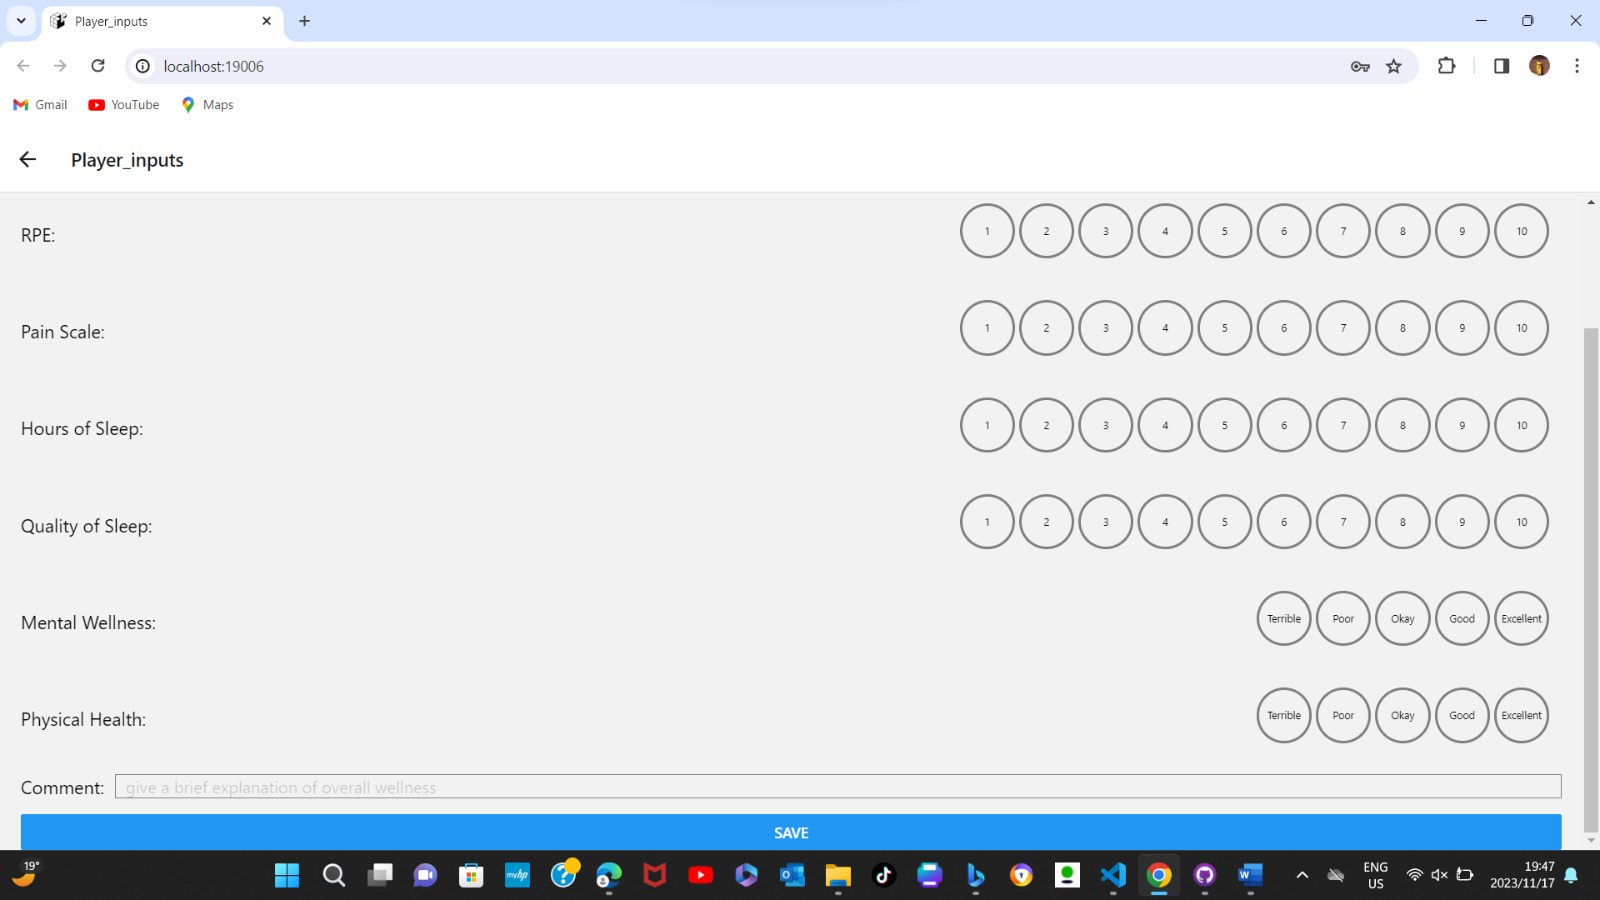 Player_inputs
localhost:19006
Gmail YouTube Maps
Player_inputs
RPE: 1 2 3 4 5 6 7 8 9 10
Pain Scale: 1 2 3 4 5 6 7 8 9 10
Hours of Sleep: 1 2 3 4 5 6 7 8 9 10
Quality of Sleep: 1 2 3 4 5 6 7 8 9 10
Mental Wellness: Terrible Poor Okay Good Excellent
Physical Health: Terrible Poor Okay Good Excellent
Comment: give a brief explanation of overall wellness
SAVE
19°
myhp
ENG
US
19:47
2023/11/17